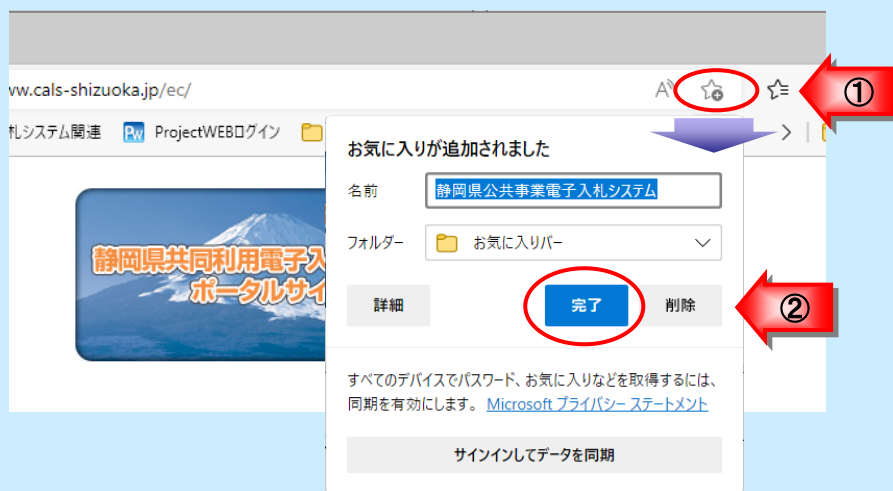 ww.cals-shizuoka.jp/ec/
①
札システム関連 Pw ProjectWEBログイン
お気に入りが追加されました
名前 静岡県公共事業電子入札システム
フォルダー お気に入りバー
静岡県共同利用電子入
ポータルサイ
詳細 完了 削除
②
すべてのデバイスでパスワード、お気に入りなどを取得するには、
同期を有効にします。 Microsoft プライバシー ステートメント
サインインしてデータを同期